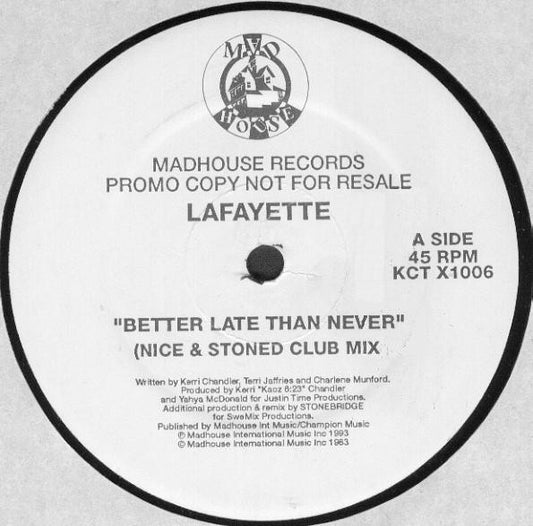 MAD
HOUSE
MADHOUSE RECORDS
PROMO COPY NOT FOR RESALE
LAFAYETTE
A SIDE
45 RPM
KCT X1006
"BETTER LATE THAN NEVER"
(NICE & STONED CLUB MIX
Written by Kerri Chandler, Terri Jaffries and Charlene Munford.
Produced by Kerri "Kaoz 6:23" Chandler
and Yahya McDonald for Justin Time Productions.
Additional production & remix by STONEBRIDGE
for SweMix Productions.
Published by Madhouse Int Music/Champion Music
℗ Madhouse International Music Inc 1993
© Madhouse International Music Inc 1963